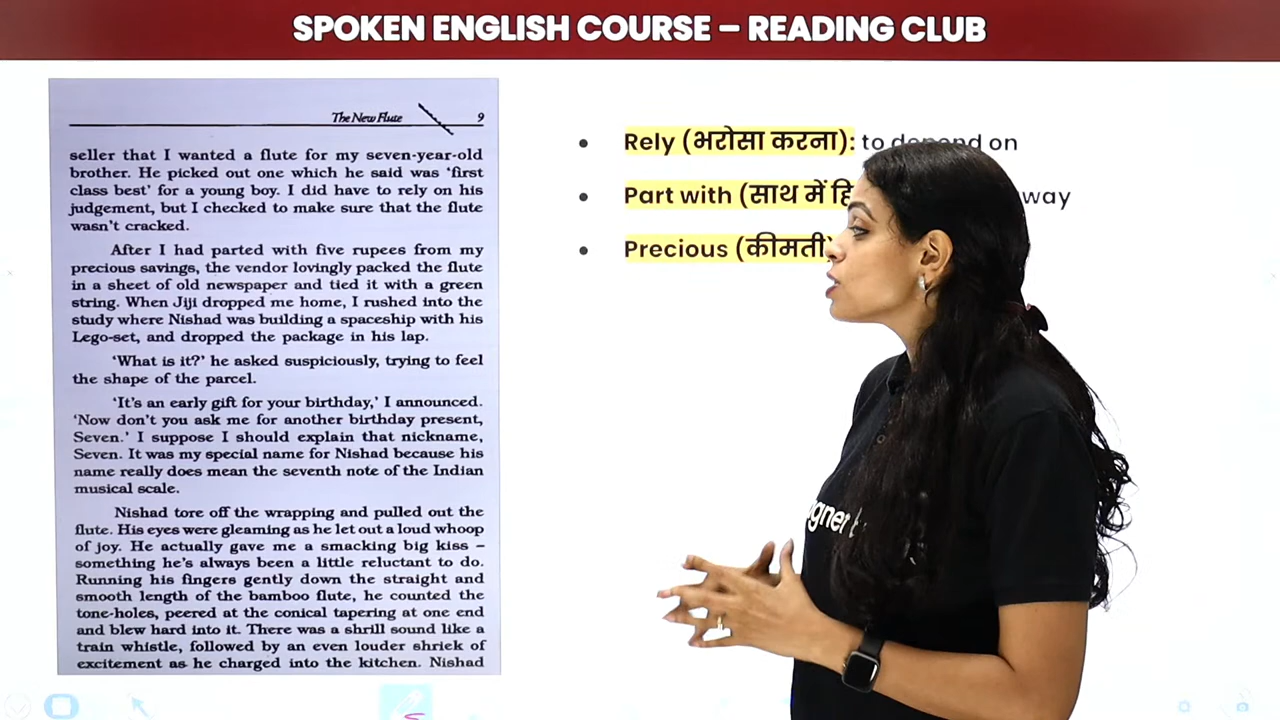 SPOKEN ENGLISH COURSE – READING CLUB
The New Flute 9
seller that I wanted a flute for my seven-year-old
brother. He picked out one which he said was ‘first
class best’ for a young boy. I did have to rely on his
judgement, but I checked to make sure that the flute
wasn’t cracked.
After I had parted with five rupees from my
precious savings, the vendor lovingly packed the flute
in a sheet of old newspaper and tied it with a green
string. When Jiji dropped me home, I rushed into the
study where Nishad was building a spaceship with his
Lego-set, and dropped the package in his lap.
‘What is it?’ he asked suspiciously, trying to feel
the shape of the parcel.
‘It’s an early gift for your birthday,’ I announced.
‘Now don’t you ask me for another birthday present,
Seven.’ I suppose I should explain that nickname,
Seven. It was my special name for Nishad because his
name really does mean the seventh note of the Indian
musical scale.
Nishad tore off the wrapping and pulled out the
flute. His eyes were gleaming as he let out a loud whoop
of joy. He actually gave me a smacking big kiss –
something he’s always been a little reluctant to do.
Running his fingers gently down the straight and
smooth length of the bamboo flute, he counted the
tone-holes, peered at the conical tapering at one end
and blew hard into it. There was a shrill sound like a
train whistle, followed by an even louder shriek of
excitement as he charged into the kitchen. Nishad
• Rely (भरोसा करना): to depend on
• Part with (साथ में way
• Precious (कीमती)